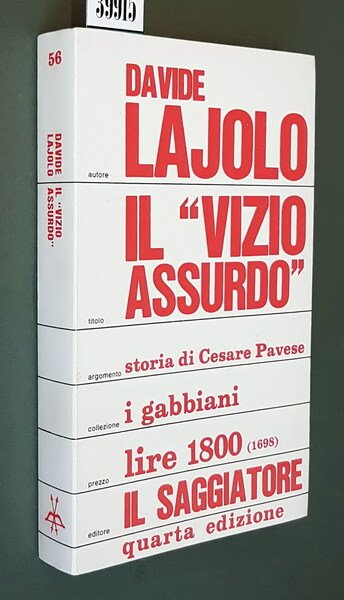 39915
56
DAVIDE
LAJOLO
IL "VIZIO
ASSURDO"
autore
DAVIDE
LAJOLO
titolo
IL "VIZIO
ASSURDO"
argomento
storia di Cesare Pavese
collezione
i gabbiani
prezzo
lire 1800 (1698)
editore
IL SAGGIATORE
quarta edizione